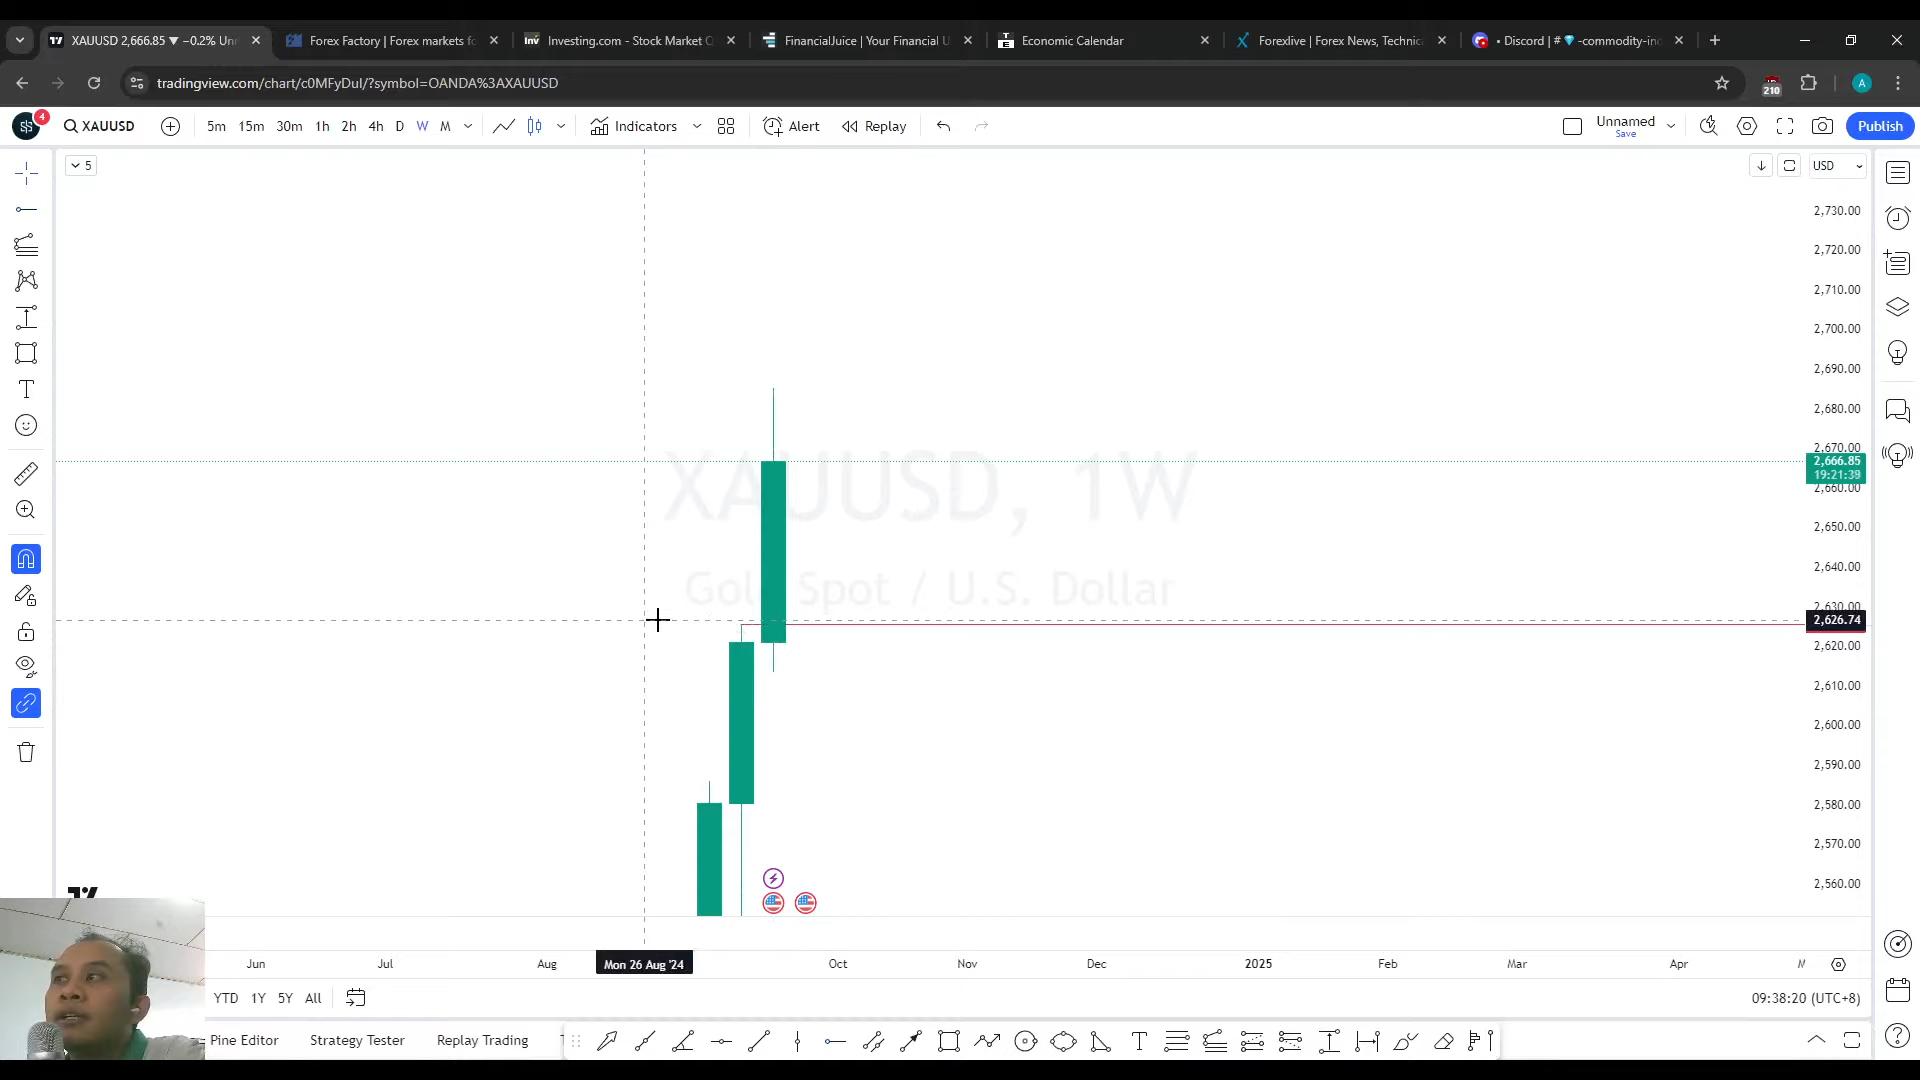 XAUUSD 2,666.85 ▼ −0.2% Un
Forex Factory | Forex markets fo
Investing.com - Stock Market Q
FinancialJuice | Your Financial
Economic Calendar
Forexlive | Forex News, Technic
• Discord | # 💎-commodity-in
tradingview.com/chart/c0MFyDuI/?symbol=OANDA%3AXAUUSD
210
A
4
XAUUSD
5m 15m 30m 1h 2h 4h D W M
Indicators
Alert
Replay
Unnamed
Save
Publish
5
USD
2,730.00
2,720.00
2,710.00
2,700.00
2,690.00
2,680.00
2,670.00
2,666.85
19:21:39
2,660.00
2,650.00
2,640.00
2,630.00
2,626.74
2,620.00
2,610.00
2,600.00
2,590.00
2,580.00
2,570.00
2,560.00
XAUUSD, 1W
Gold Spot / U.S. Dollar
Jun Jul Aug Mon 26 Aug '24 Oct Nov Dec 2025 Feb Mar Apr
YTD 1Y 5Y All
09:38:20 (UTC+8)
Pine Editor
Strategy Tester
Replay Trading